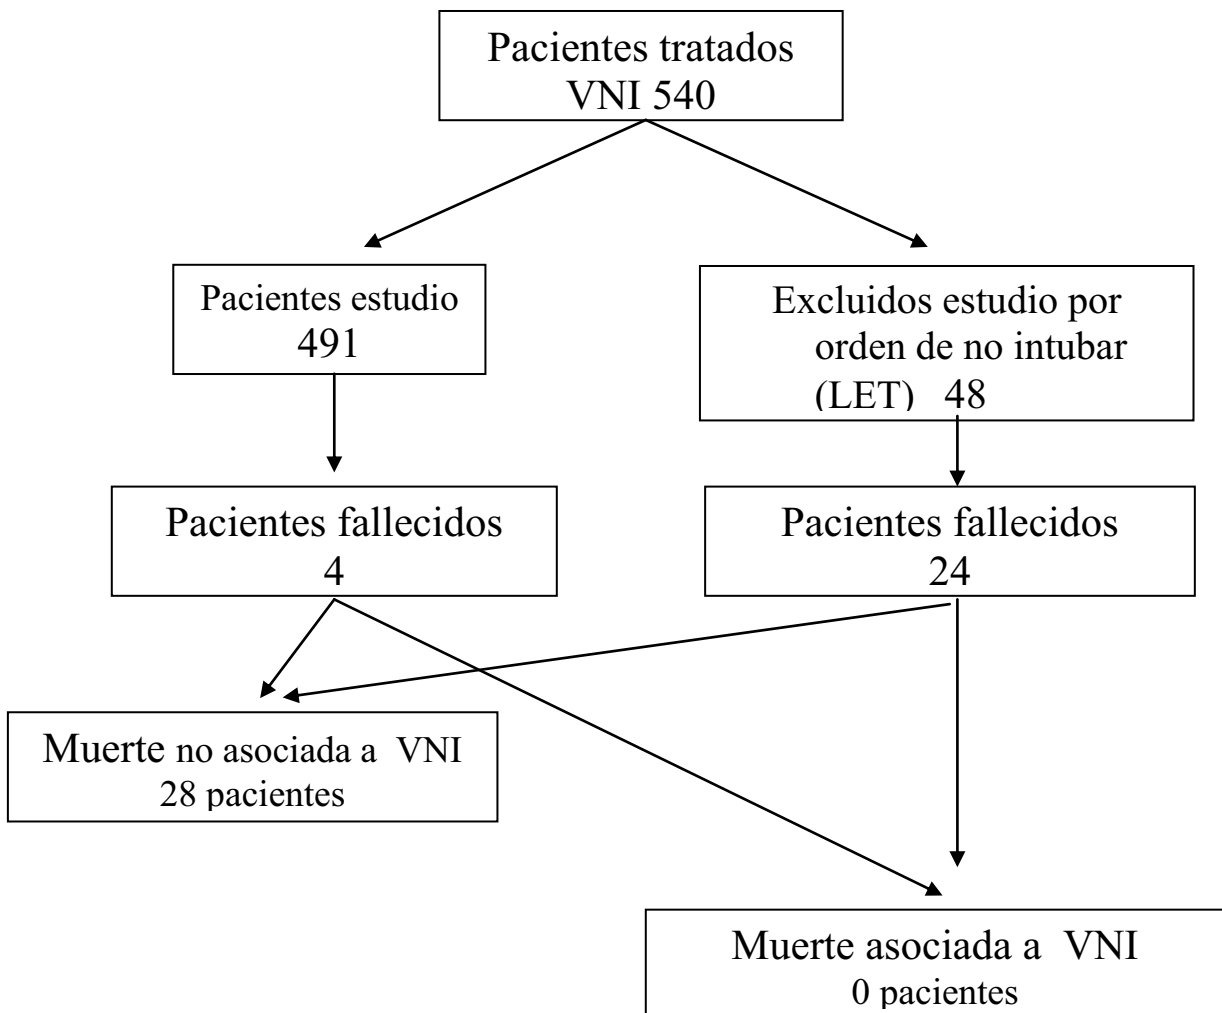 Pacientes tratados
VNI 540
Pacientes estudio
491
Excluidos estudio por
orden de no intubar
(LET) 48
Pacientes fallecidos
4
Pacientes fallecidos
24
Muerte no asociada a VNI
28 pacientes
Muerte asociada a VNI
0 pacientes